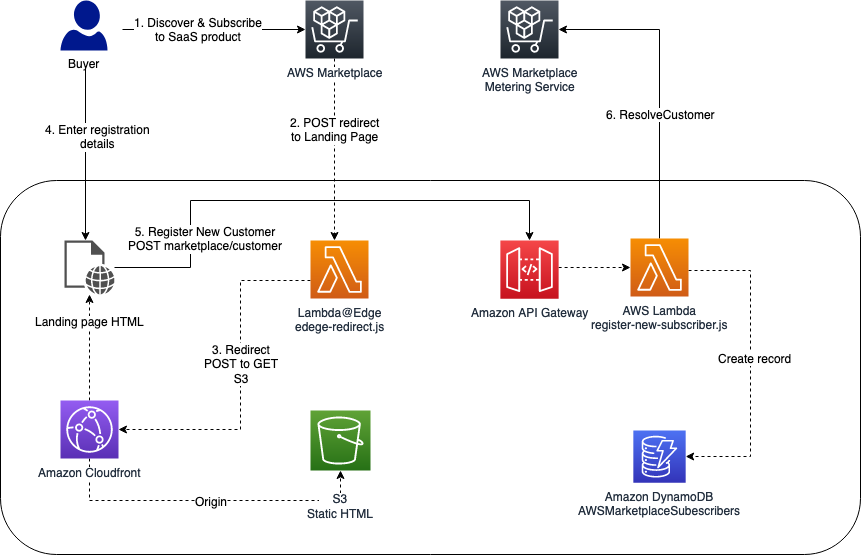 1. Discover & Subscribe
to SaaS product
Buyer
AWS Marketplace
AWS Marketplace
Metering Service
4. Enter registration
details
2. POST redirect
to Landing Page
6. ResolveCustomer
5. Register New Customer
POST marketplace/customer
Landing page HTML
Lambda@Edge
edege-redirect.js
Amazon API Gateway
AWS Lambda
register-new-subscriber.js
3. Redirect
POST to GET
S3
Create record
Amazon Cloudfront
Origin
S3
Static HTML
Amazon DynamoDB
AWSMarketplaceSubescribers